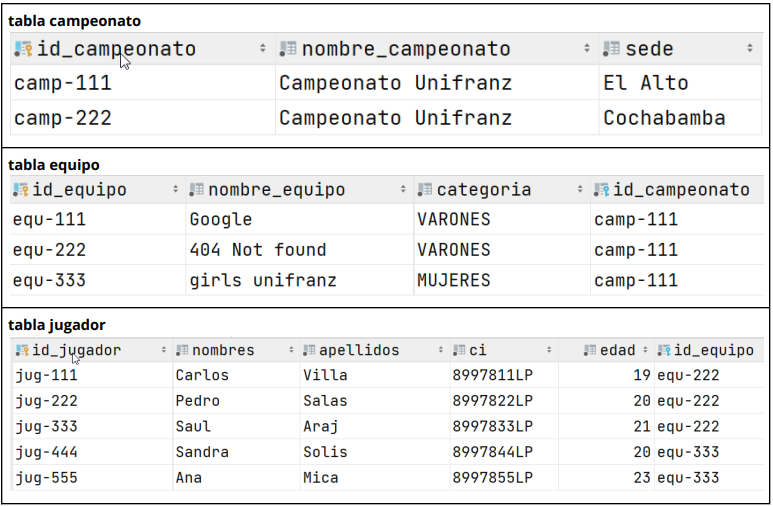 tabla campeonato
id_campeonato nombre_campeonato sede
camp-111 Campeonato Unifranz El Alto
camp-222 Campeonato Unifranz Cochabamba
tabla equipo
id_equipo nombre_equipo categoria id_campeonato
equ-111 Google VARONES camp-111
equ-222 404 Not found VARONES camp-111
equ-333 girls unifranz MUJERES camp-111
tabla jugador
id_jugador nombres apellidos ci edad id_equipo
jug-111 Carlos Villa 8997811LP 19 equ-222
jug-222 Pedro Salas 8997822LP 20 equ-222
jug-333 Saul Araj 8997833LP 21 equ-222
jug-444 Sandra Solis 8997844LP 20 equ-333
jug-555 Ana Mica 8997855LP 23 equ-333